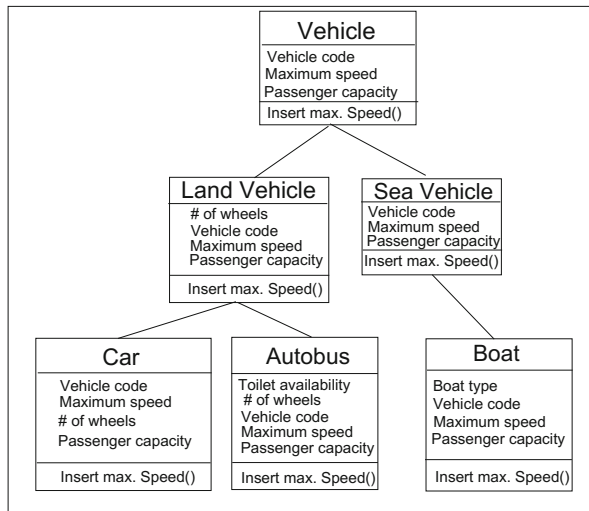 Vehicle
Vehicle code
Maximum speed
Passenger capacity
Insert max. Speed()
Land Vehicle
# of wheels
Vehicle code
Maximum speed
Passenger capacity
Insert max. Speed()
Sea Vehicle
Vehicle code
Maximum speed
Passenger capacity
Insert max. Speed()
Car
Vehicle code
Maximum speed
# of wheels
Passenger capacity
Insert max. Speed()
Autobus
Toilet availability
# of wheels
Vehicle code
Maximum speed
Passenger capacity
Insert max. Speed()
Boat
Boat type
Vehicle code
Maximum speed
Passenger capacity
Insert max. Speed()